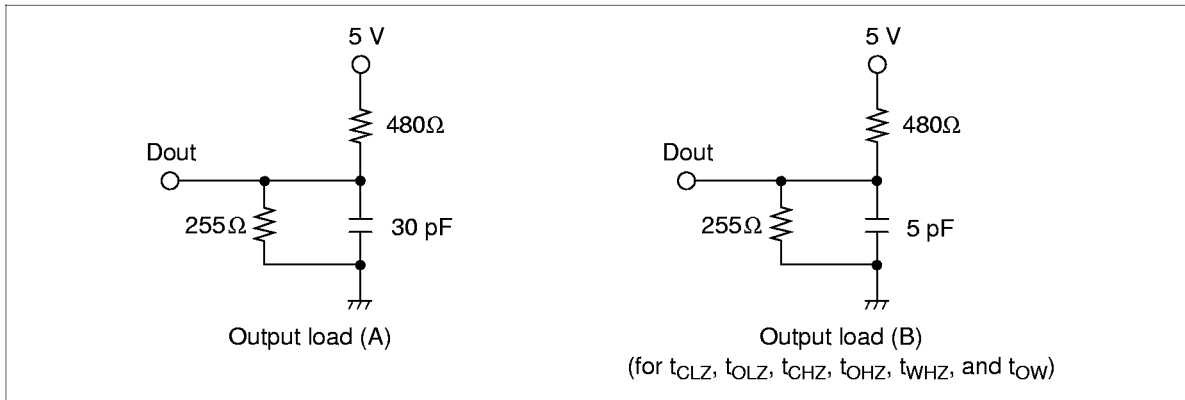 5 V
480Ω
Dout
255Ω
30 pF
Output load (A)
5 V
480Ω
Dout
255Ω
5 pF
Output load (B)
(for tCLZ, tOLZ, tCHZ, tOHZ, tWHZ, and tOW)